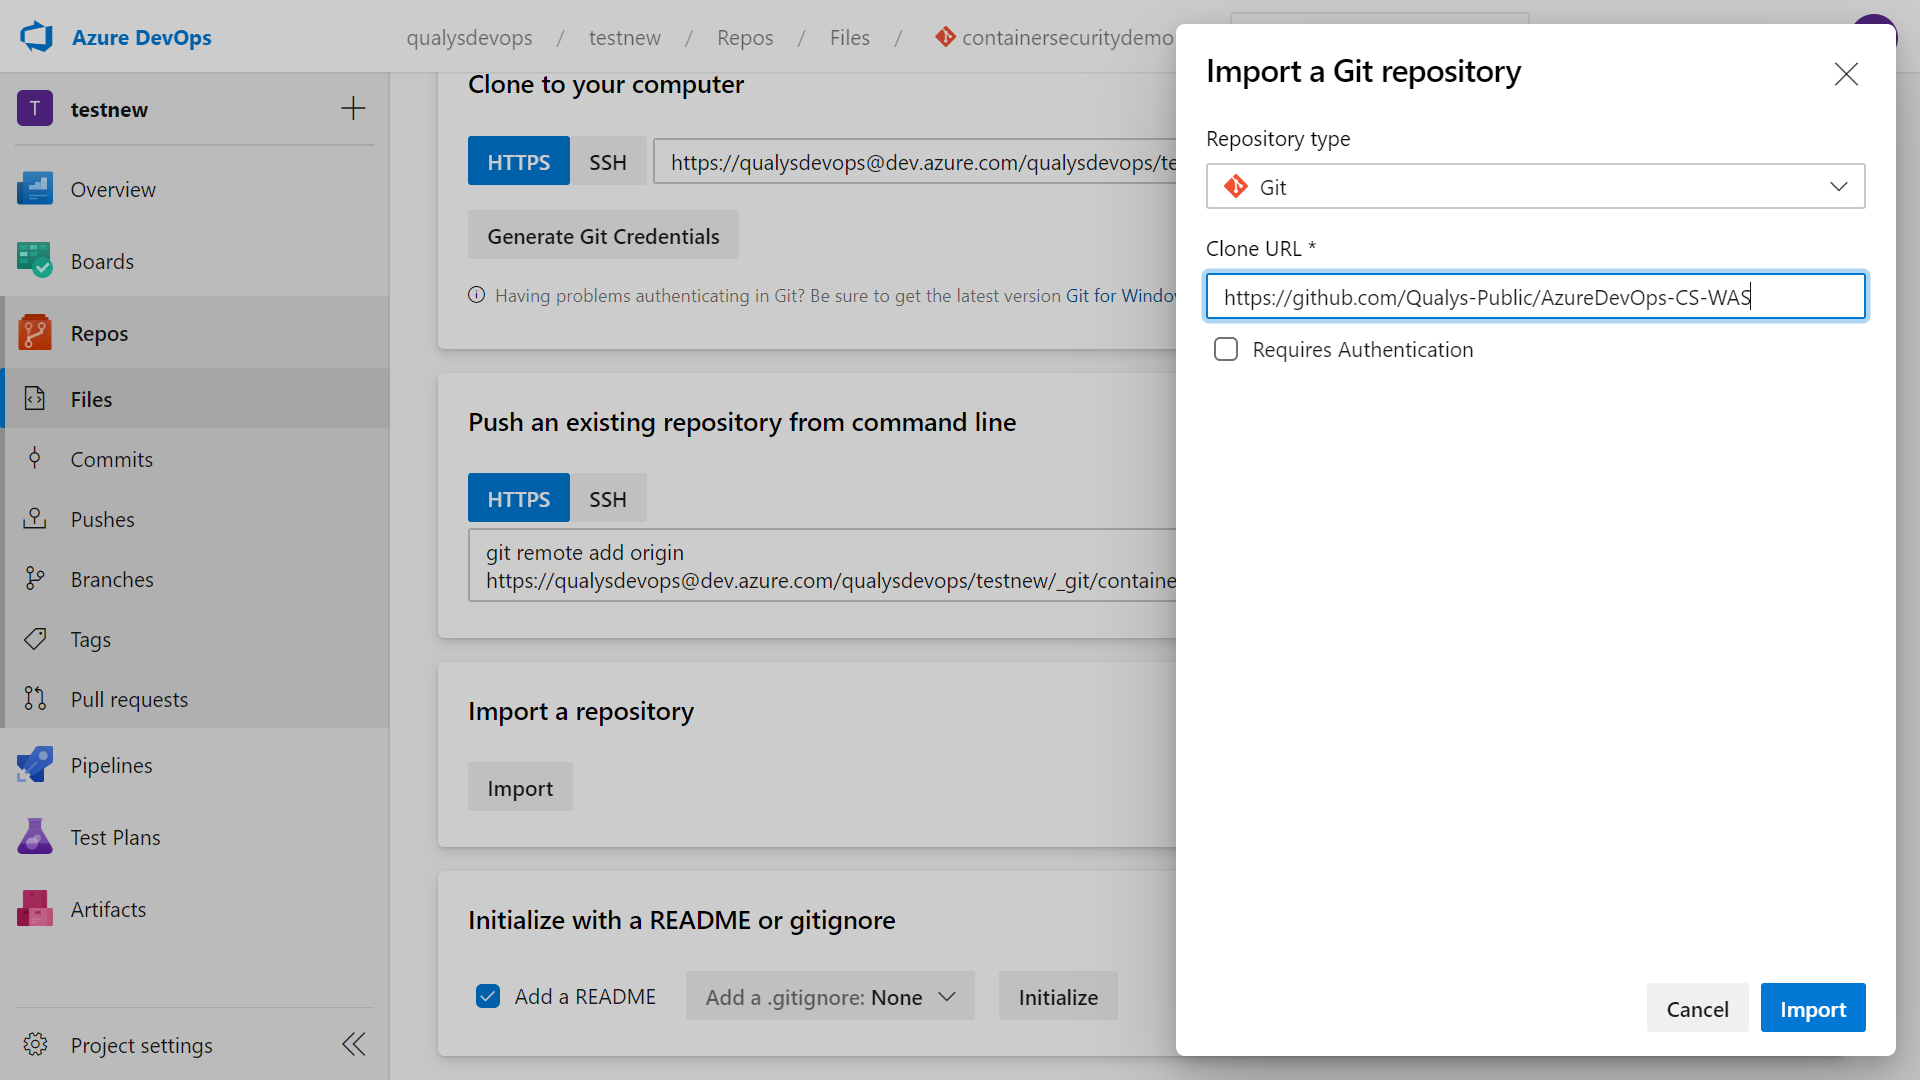 Azure DevOps
qualysdevops / testnew / Repos / Files / containersecuritydemo
T testnew
Overview
Boards
Repos
Files
Commits
Pushes
Branches
Tags
Pull requests
Pipelines
Test Plans
Artifacts
Project settings
Clone to your computer
HTTPS SSH https://qualysdevops@dev.azure.com/qualysdevops/te
Generate Git Credentials
Having problems authenticating in Git? Be sure to get the latest version Git for Windo
Push an existing repository from command line
HTTPS SSH
git remote add origin
https://qualysdevops@dev.azure.com/qualysdevops/testnew/_git/containe
Import a repository
Import
Initialize with a README or gitignore
Add a README Add a .gitignore: None Initialize
Import a Git repository
Repository type
Git
Clone URL *
https://github.com/Qualys-Public/AzureDevOps-CS-WAS
Requires Authentication
Cancel Import